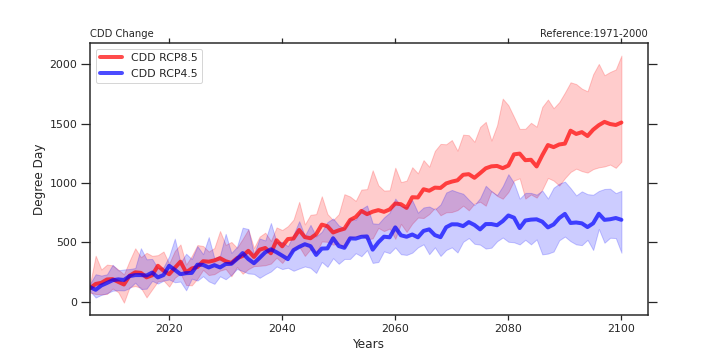 CDD Change
Reference:1971-2000
CDD RCP8.5
CDD RCP4.5
2000
1500
1000
500
0
Degree Day
2020
2040
2060
2080
2100
Years